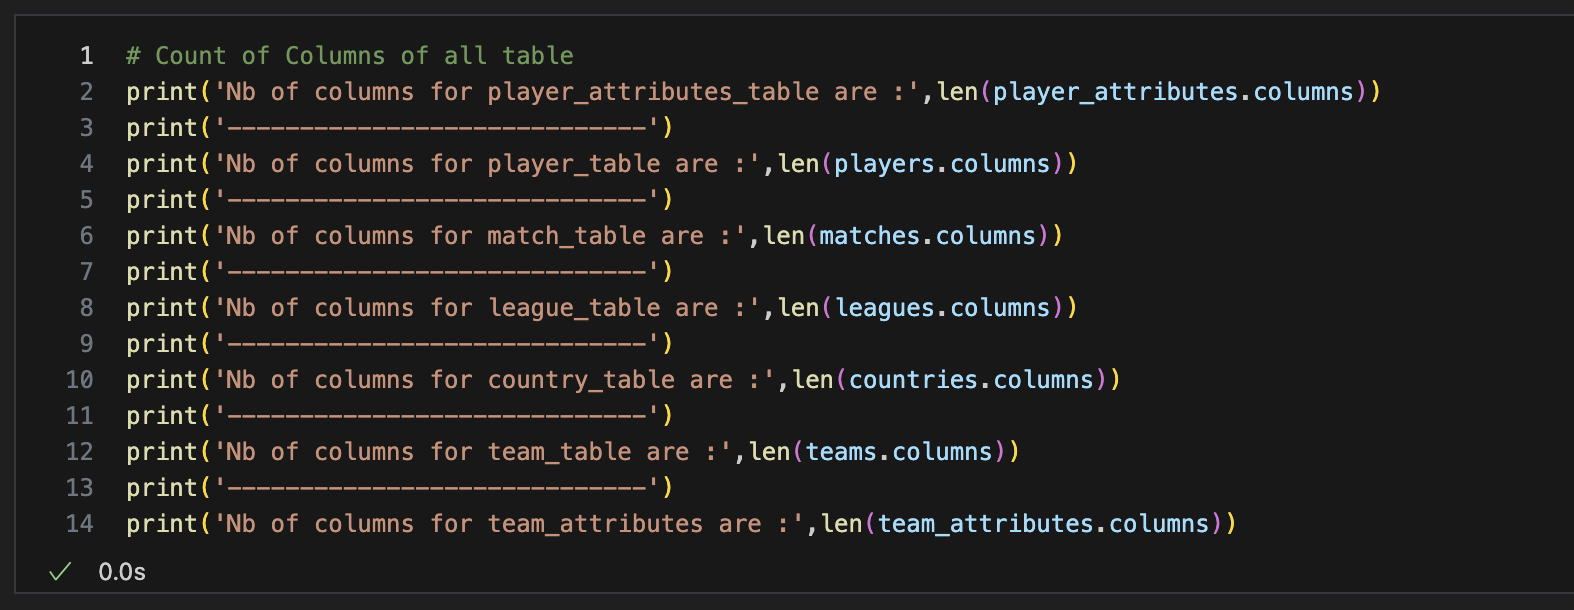 1 # Count of Columns of all table
2 print('Nb of columns for player_attributes_table are :',len(player_attributes.columns))
3 print('-----------------------------')
4 print('Nb of columns for player_table are :',len(players.columns))
5 print('-----------------------------')
6 print('Nb of columns for match_table are :',len(matches.columns))
7 print('-----------------------------')
8 print('Nb of columns for league_table are :',len(leagues.columns))
9 print('-----------------------------')
10 print('Nb of columns for country_table are :',len(countries.columns))
11 print('-----------------------------')
12 print('Nb of columns for team_table are :',len(teams.columns))
13 print('-----------------------------')
14 print('Nb of columns for team_attributes are :',len(team_attributes.columns))
✓ 0.0s